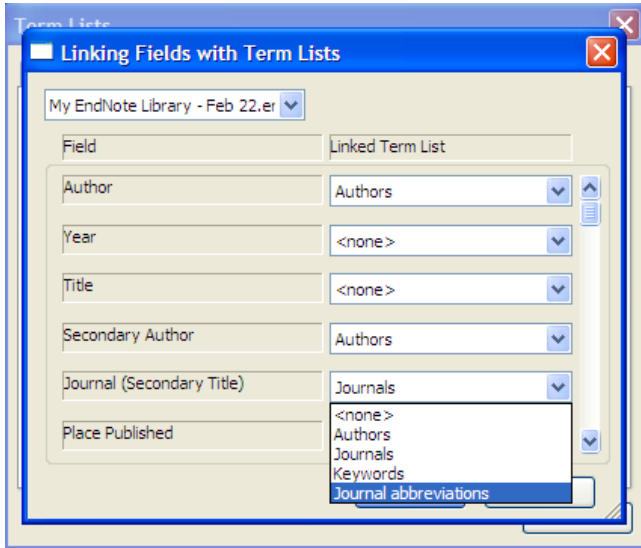 Term Lists
Linking Fields with Term Lists
My EndNote Library - Feb 22.er
Field Linked Term List
Author Authors
Year <none>
Title <none>
Secondary Author Authors
Journal (Secondary Title) Journals
<none>
Place Published Authors
Journals
Keywords
Journal abbreviations